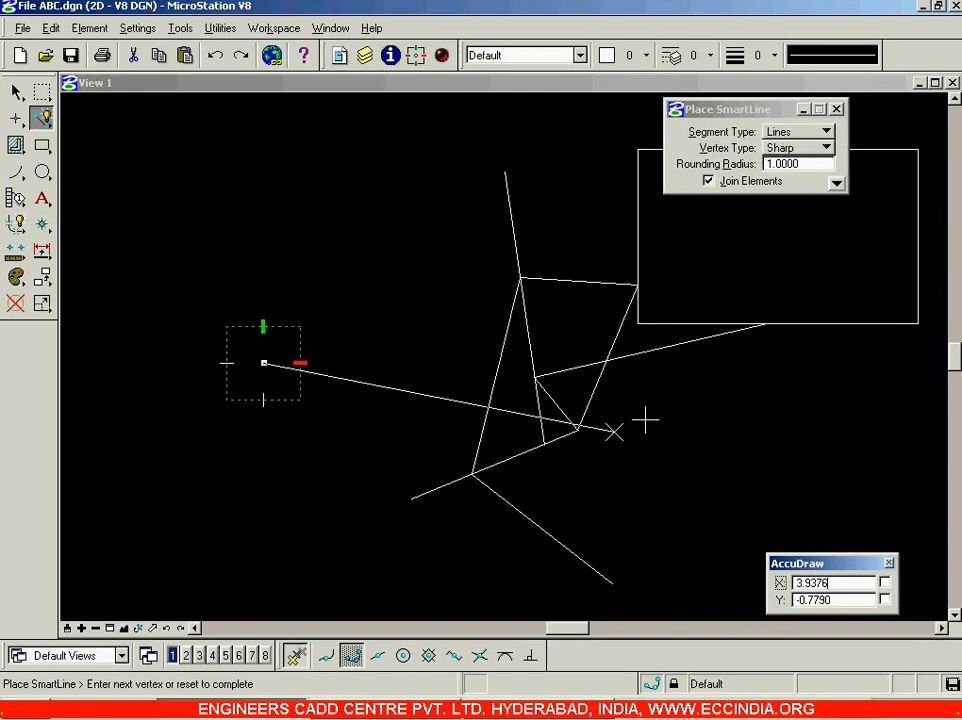 File ABC.dgn (2D - V8 DGN) - MicroStation V8
File Edit Element Settings Tools Utilities Workspace Window Help
Default 0 0 0
View 1
Place SmartLine
Segment Type: Lines
Vertex Type: Sharp
Rounding Radius: 1.0000
Join Elements
AccuDraw
X: 3.9376
Y: -0.7790
Default Views 1 2 3 4 5 6 7 8
Place SmartLine > Enter next vertex or reset to complete
Default
ENGINEERS CADD CENTRE PVT. LTD. HYDERABAD, INDIA, WWW.ECCINDIA.ORG